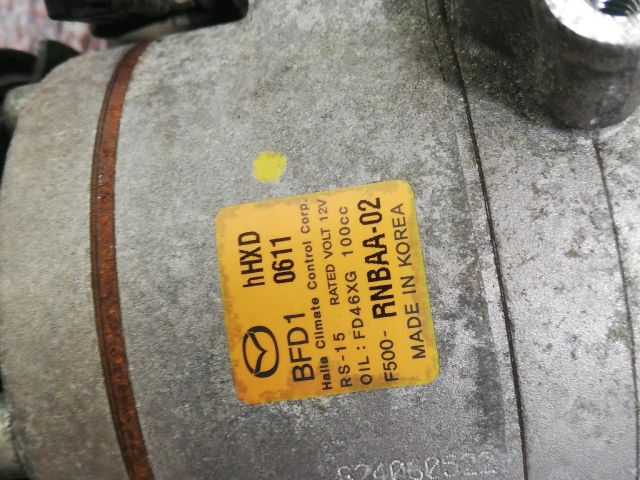 hHXD
BFD1 0611
Halla Climate Control Corp.
RS-15 RATED VOLT 12V
OIL : FD46XG 100cc
F500- RNBAA-02
MADE IN KOREA
824060522